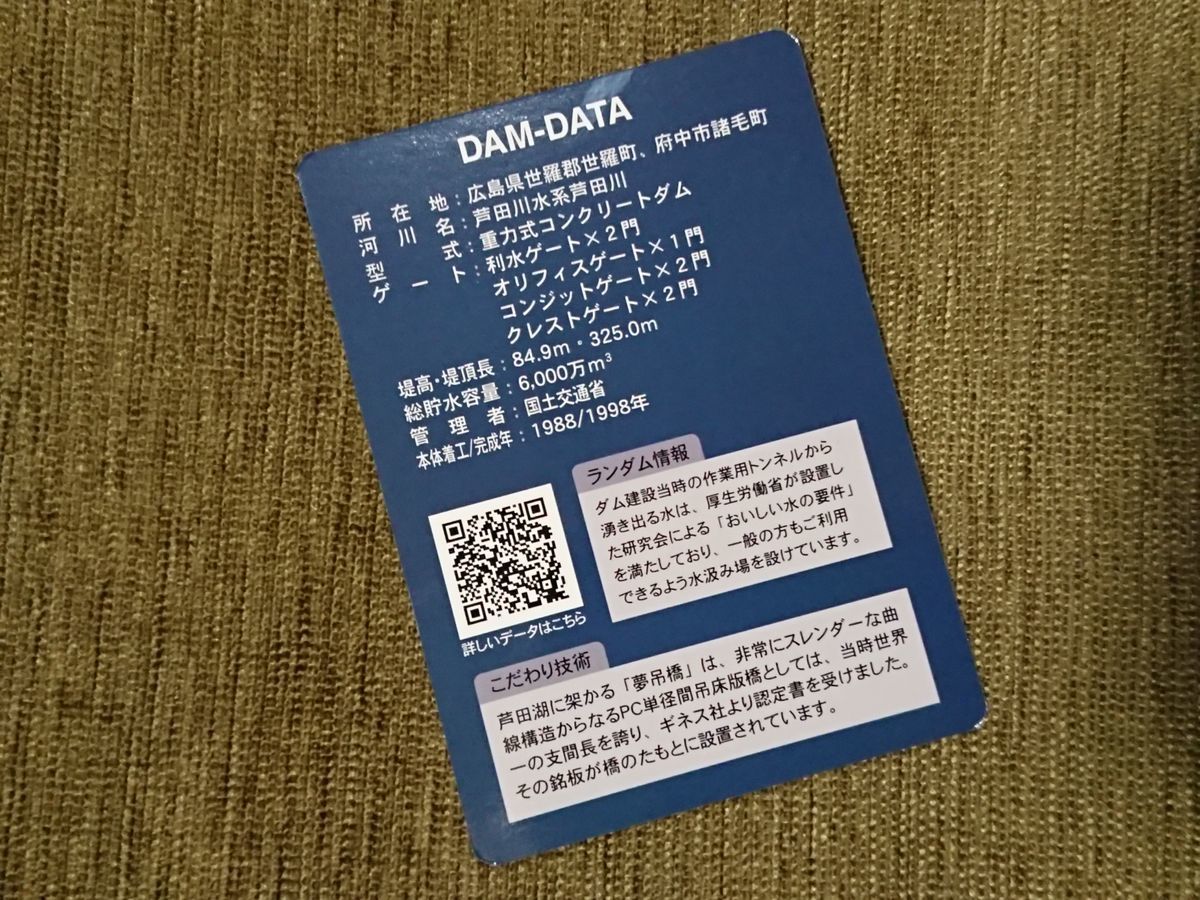 DAM-DATA
所在地：広島県世羅郡世羅町、府中市諸毛町
河川名：芦田川水系芦田川
型式：重力式コンクリートダム
ゲート：利水ゲート×2門
オリフィスゲート×1門
コンジットゲート×2門
クレストゲート×2門
堤高・堤頂長：84.9m・325.0m
総貯水容量：6,000万m³
管理者：国土交通省
本体着工/完成年：1988/1998年
ランダム情報
ダム建設当時の作業用トンネルから
湧き出る水は、厚生労働省が設置し
た研究会による「おいしい水の要件」
を満たしており、一般の方もご利用
できるよう水汲み場を設けています。
詳しいデータはこちら
こだわり技術
芦田湖に架かる「夢吊橋」は、非常にスレンダーな曲
線構造からなるPC単径間吊床版橋としては、当時世界
一の支間長を誇り、ギネス社より認定書を受けました。
その銘板が橋のたもとに設置されています。